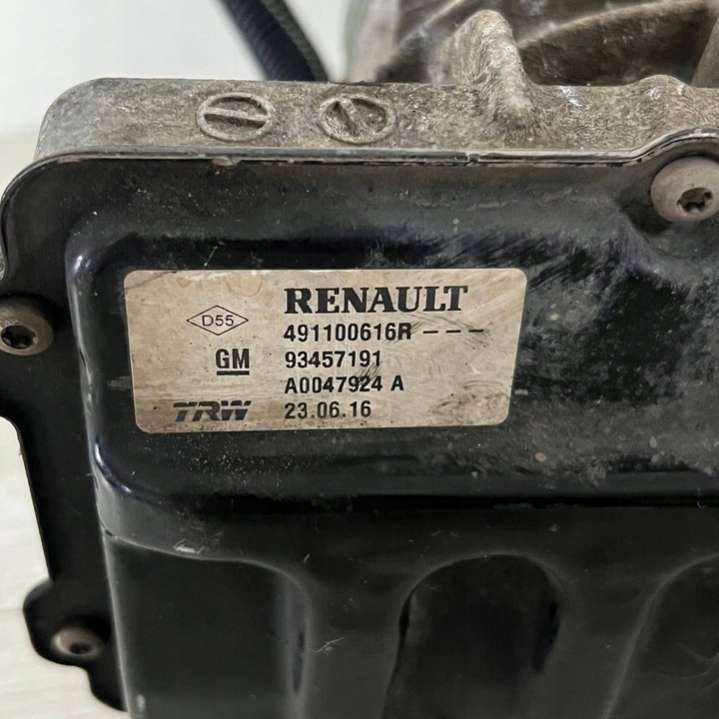 RENAULT
D55
491100616R ---
GM 93457191
A0047924 A
TRW 23.06.16